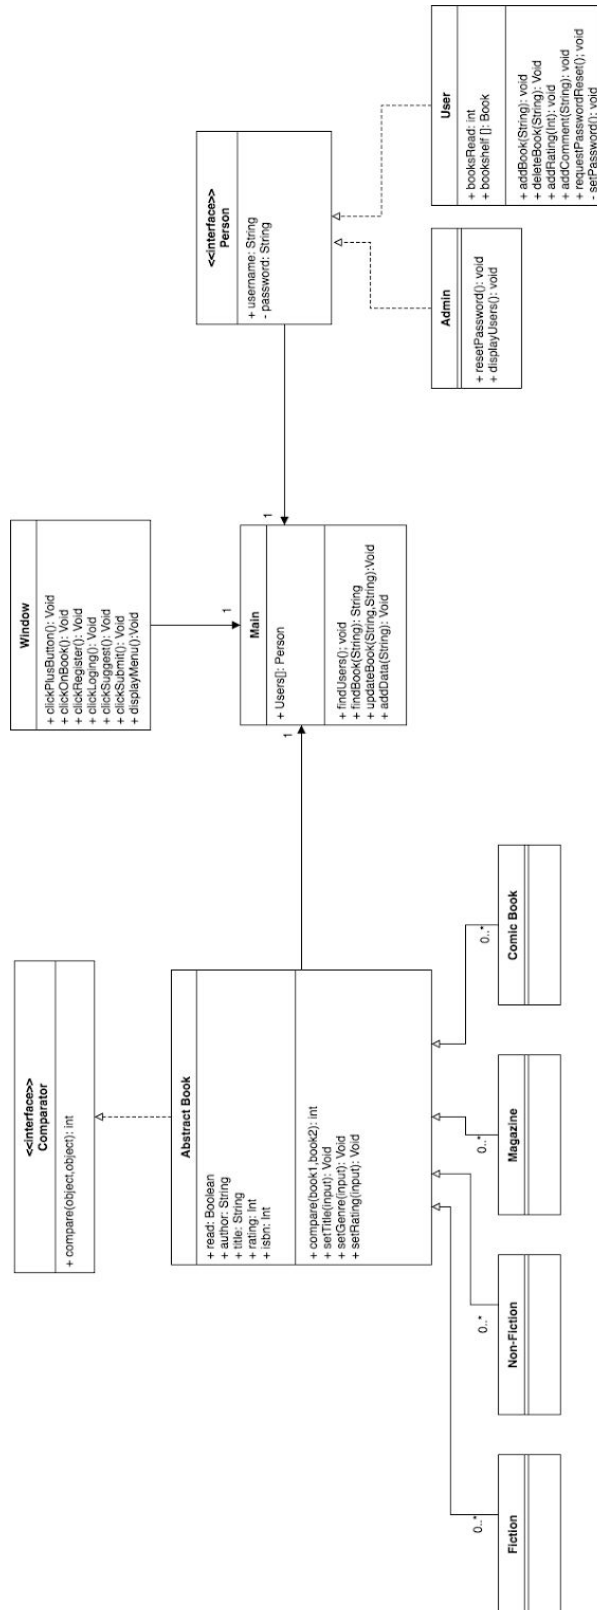 <<interface>>
Comparator
+ compare(object,object): int
Window
+ clickPlusButton(): Void
+ clickOnBook(): Void
+ clickRegister(): Void
+ clickLoging(): Void
+ clickSuggest(): Void
+ clickSubmit(): Void
+ displayMenu():Void
Abstract Book
+ read: Boolean
+ author: String
+ title: String
+ rating: Int
+ isbn: Int
+ compare(book1,book2): int
+ setTitle(input): Void
+ setGenre(input): Void
+ setRating(input): Void
1
1
1
Main
+ Users[]: Person
+ findUsers(); void
+ findBook(String): String
+ updateBook(String,String):Void
+ addData(String): Void
<<interface>>
Person
+ username: String
- password: String
0..*
Fiction
0..*
Non-Fiction
0..*
Magazine
0..*
Comic Book
Admin
+ resetPassword(): void
+ displayUsers(): void
User
+ booksRead: int
+ bookshelf []: Book
+ addBook(String): void
+ deleteBook(String): Void
+ addRating(Int): void
+ addComment(String): void
+ requestPasswordReset(); void
- setPassword(): void